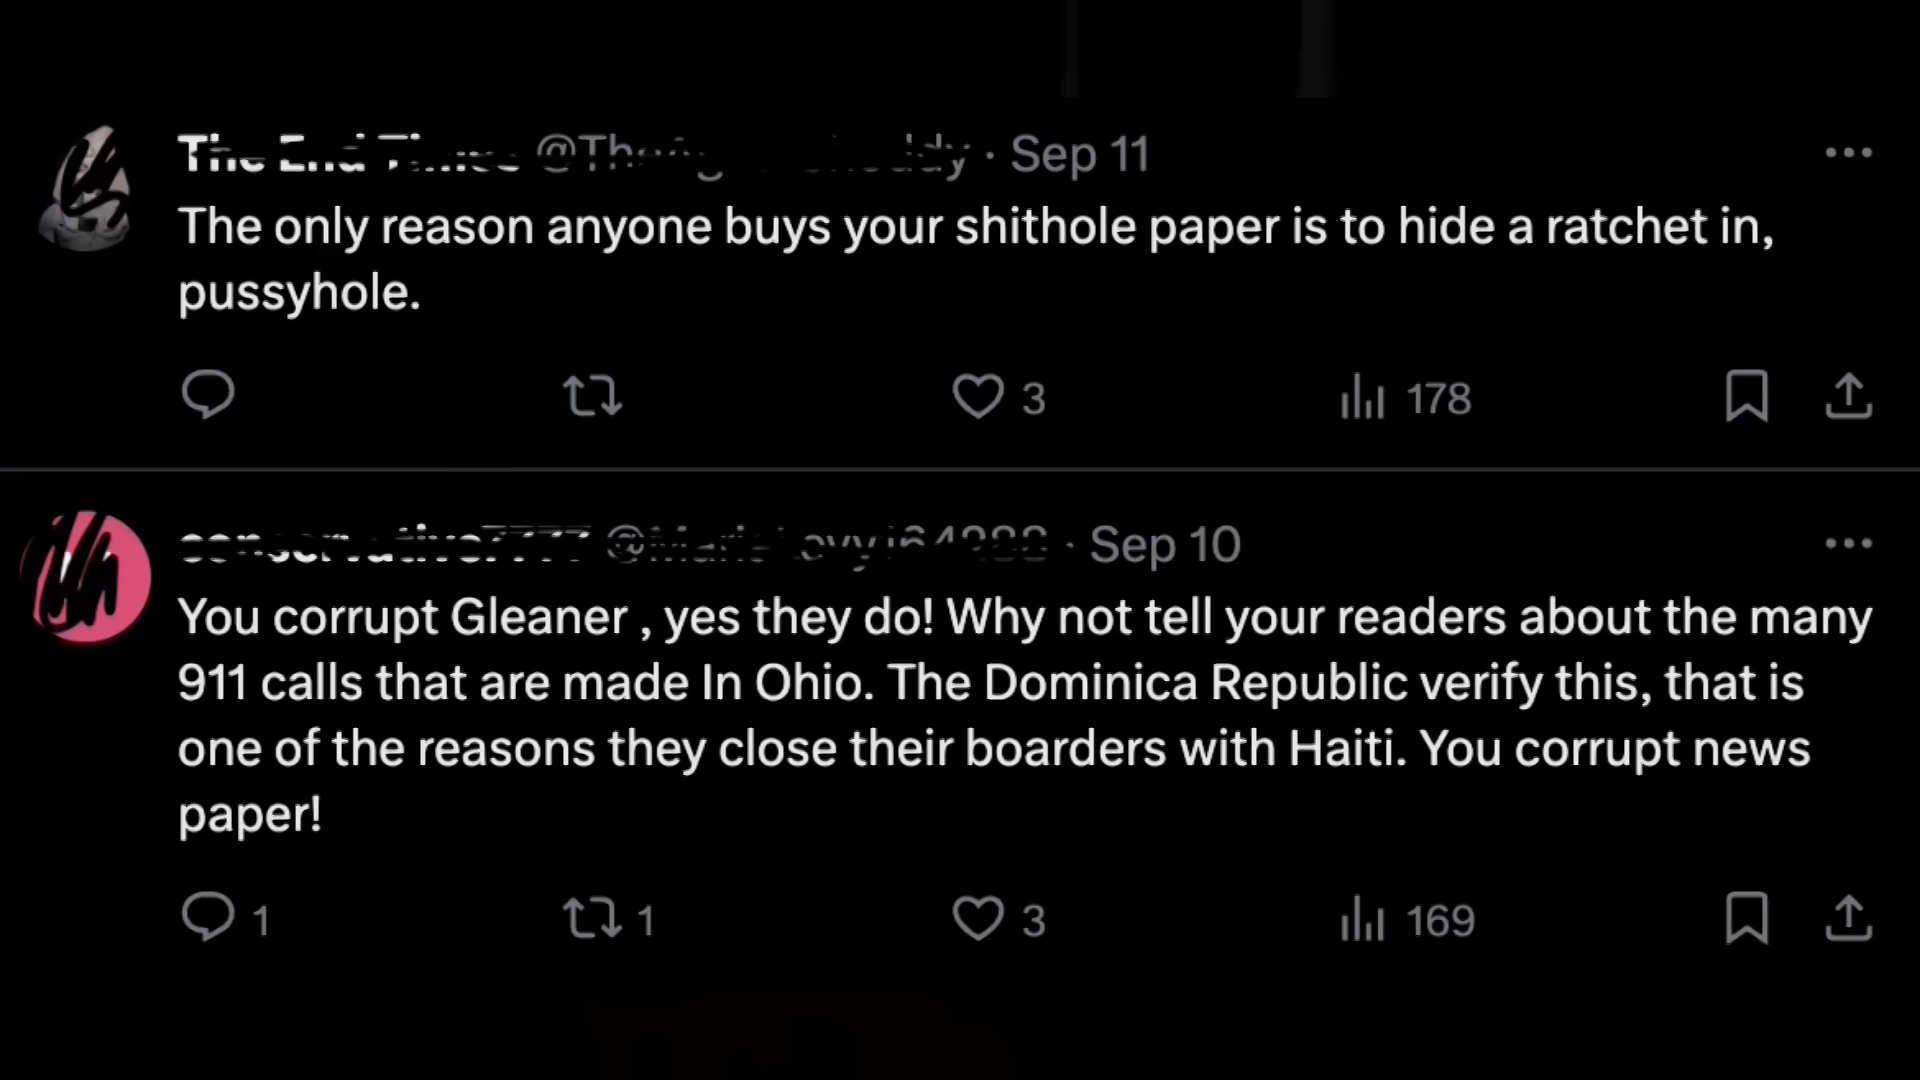 · Sep 11
The only reason anyone buys your shithole paper is to hide a ratchet in,
pussyhole.
3 178
· Sep 10
You corrupt Gleaner , yes they do! Why not tell your readers about the many
911 calls that are made In Ohio. The Dominica Republic verify this, that is
one of the reasons they close their boarders with Haiti. You corrupt news
paper!
1 1 3 169